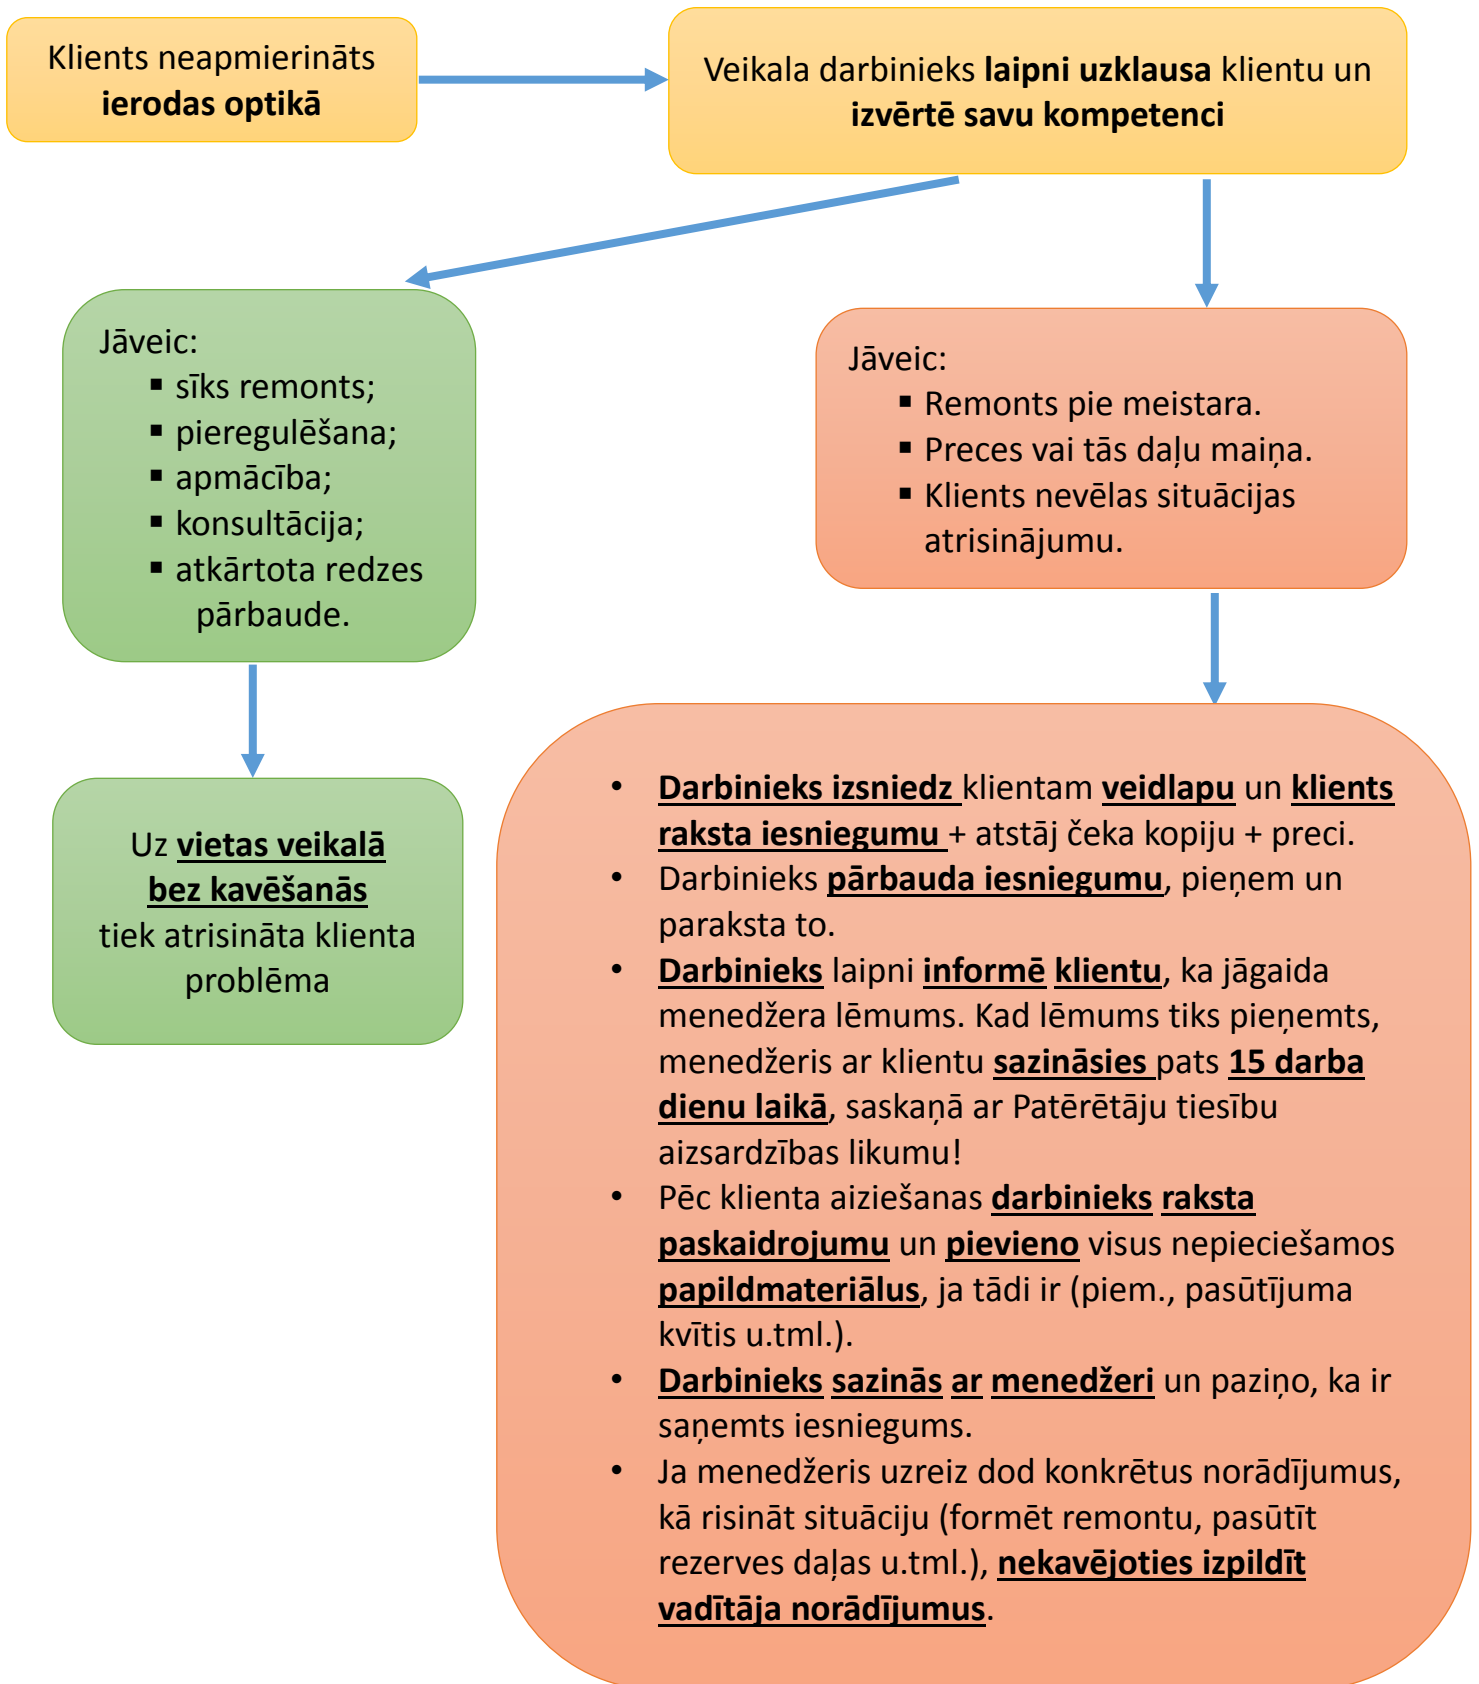 Klients neapmierināts
ierodas optikā
Veikala darbinieks laipni uzklausa klientu un
izvērtē savu kompetenci
Jāveic:
▪ sīks remonts;
▪ pieregulēšana;
▪ apmācība;
▪ konsultācija;
▪ atkārtota redzes
pārbaude.
Uz vietas veikalā
bez kavēšanās
tiek atrisināta klienta
problēma
Jāveic:
▪ Remonts pie meistara.
▪ Preces vai tās daļu maiņa.
▪ Klients nevēlas situācijas
atrisinājumu.
• Darbinieks izsniedz klientam veidlapu un klients
raksta iesniegumu + atstāj čeka kopiju + preci.
• Darbinieks pārbauda iesniegumu, pieņem un
paraksta to.
• Darbinieks laipni informē klientu, ka jāgaida
menedžera lēmums. Kad lēmums tiks pieņemts,
menedžeris ar klientu sazināsies pats 15 darba
dienu laikā, saskaņā ar Patērētāju tiesību
aizsardzības likumu!
• Pēc klienta aiziešanas darbinieks raksta
paskaidrojumu un pievieno visus nepieciešamos
papildmateriālus, ja tādi ir (piem., pasūtījuma
kvītis u.tml.).
• Darbinieks sazinās ar menedžeri un paziņo, ka ir
saņemts iesniegums.
• Ja menedžeris uzreiz dod konkrētus norādījumus,
kā risināt situāciju (formēt remontu, pasūtīt
rezerves daļas u.tml.), nekavējoties izpildīt
vadītāja norādījumus.